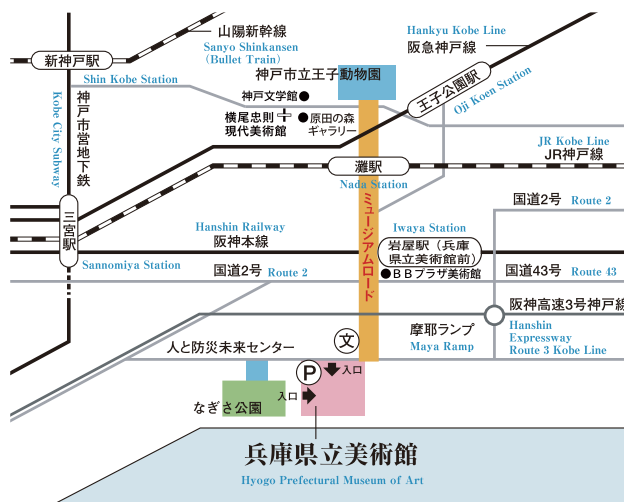 山陽新幹線
Sanyo Shinkansen
(Bullet Train)
Hankyu Kobe Line
阪急神戸線
新神戸駅
Shin Kobe Station
神戸市立王子動物園
神戸文学館
横尾忠則
現代美術館
原田の森
ギャラリー
王子公園駅
Oji Koen Station
神戸市営地下鉄
Kobe City Subway
JR Kobe Line
JR神戸線
灘駅
Nada Station
ミュージアムロード
国道2号 Route 2
三宮駅
Sannomiya Station
Hanshin Railway
阪神本線
Iwaya Station
岩屋駅（兵庫
県立美術館前）
BBプラザ美術館
国道2号 Route 2
国道43号 Route 43
阪神高速3号神戸線
Hanshin
Expressway
Route 3 Kobe Line
摩耶ランプ
Maya Ramp
文
人と防災未来センター
P
入口
入口
なぎさ公園
兵庫県立美術館
Hyogo Prefectural Museum of Art